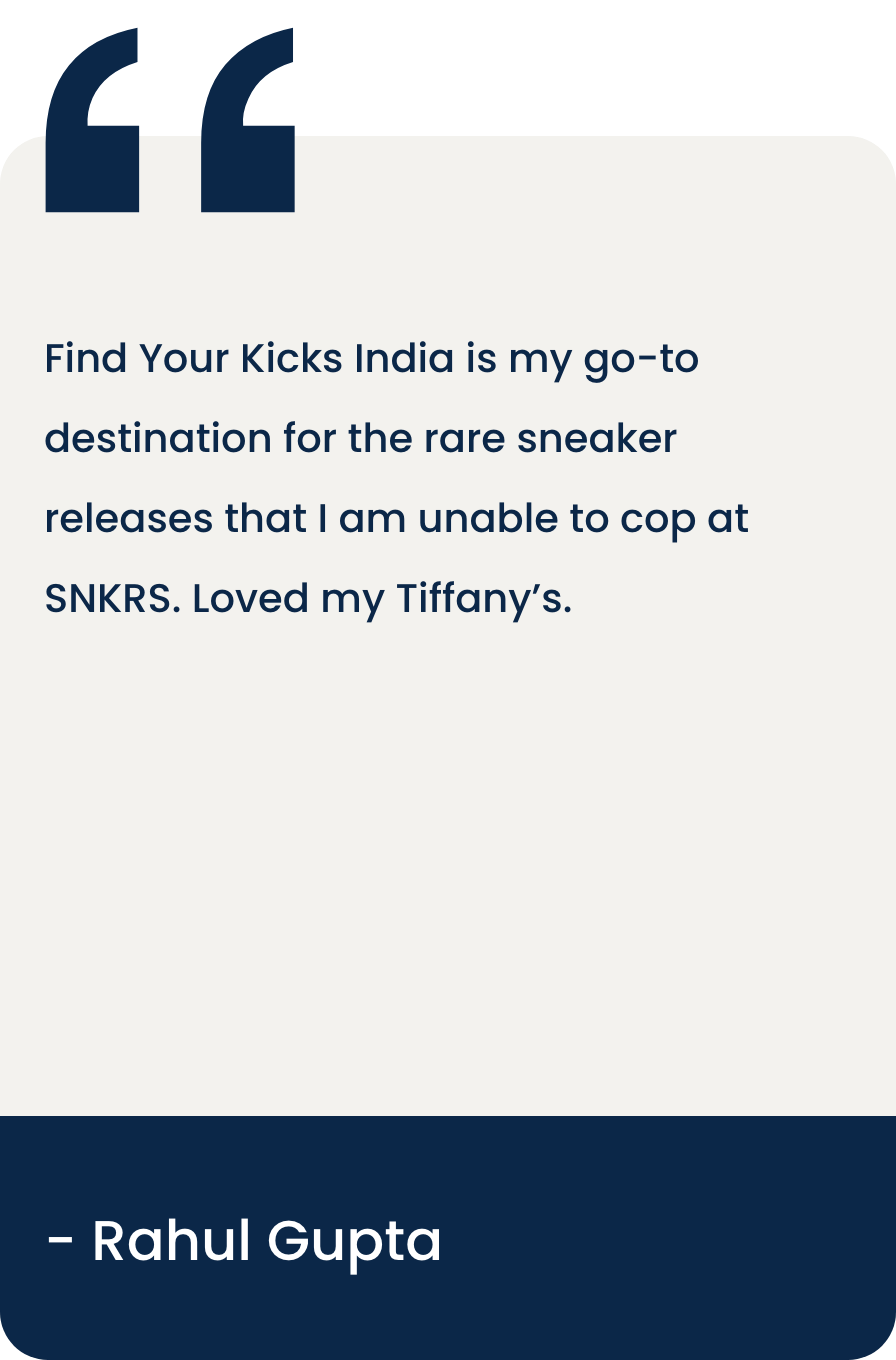 “
Find Your Kicks India is my go-to
destination for the rare sneaker
releases that I am unable to cop at
SNKRS. Loved my Tiffany’s.
- Rahul Gupta